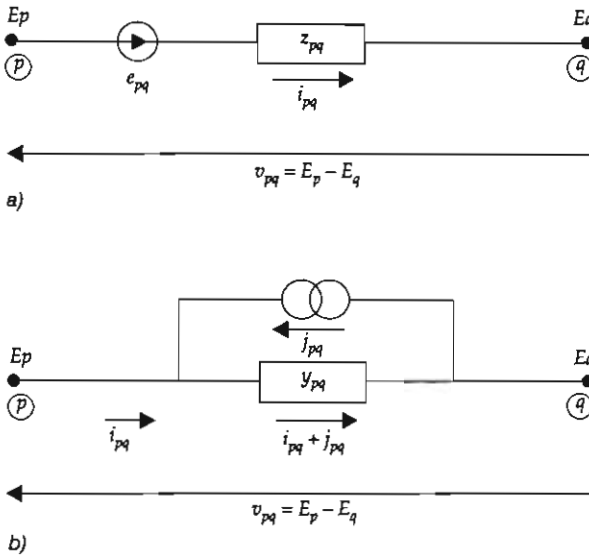 Ep
z_pq
Eq
p
e_pq
i_pq
q
v_pq = E_p – E_q
a)
Ep
j_pq
y_pq
Eq
p
i_pq
i_pq + j_pq
q
v_pq = E_p – E_q
b)